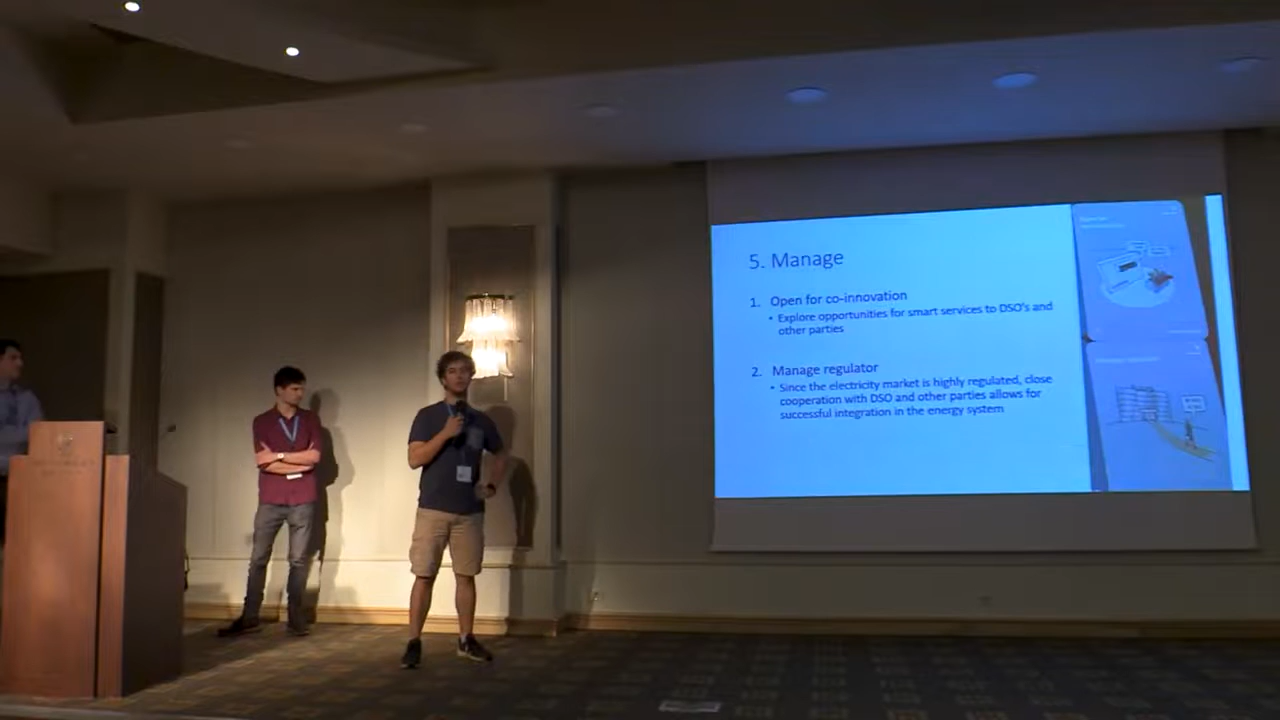 5. Manage
1. Open for co-innovation
• Explore opportunities for smart services to DSO's and
other parties
2. Manage regulator
• Since the electricity market is highly regulated, close
cooperation with DSO and other parties allows for
successful integration in the energy system